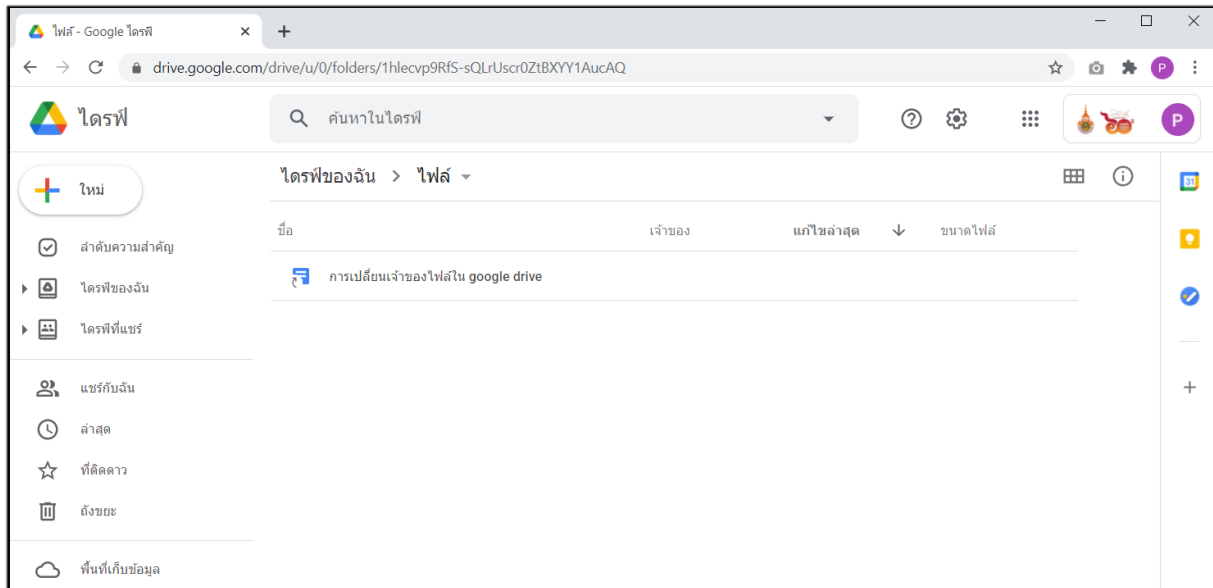 ไฟล์ - Google ไดรฟ์
drive.google.com/drive/u/0/folders/1hlecvp9RfS-sQLrUscr0ZtBXYY1AucAQ
P
ไดรฟ์
ค้นหาในไดรฟ์
P
ใหม่
ไดรฟ์ของฉัน > ไฟล์
31
ชื่อ เจ้าของ แก้ไขล่าสุด ขนาดไฟล์
ลำดับความสำคัญ
การเปลี่ยนเจ้าของไฟล์ใน google drive
ไดรฟ์ของฉัน
ไดรฟ์ที่แชร์
แชร์กับฉัน
ล่าสุด
ที่ติดดาว
ถังขยะ
พื้นที่เก็บข้อมูล